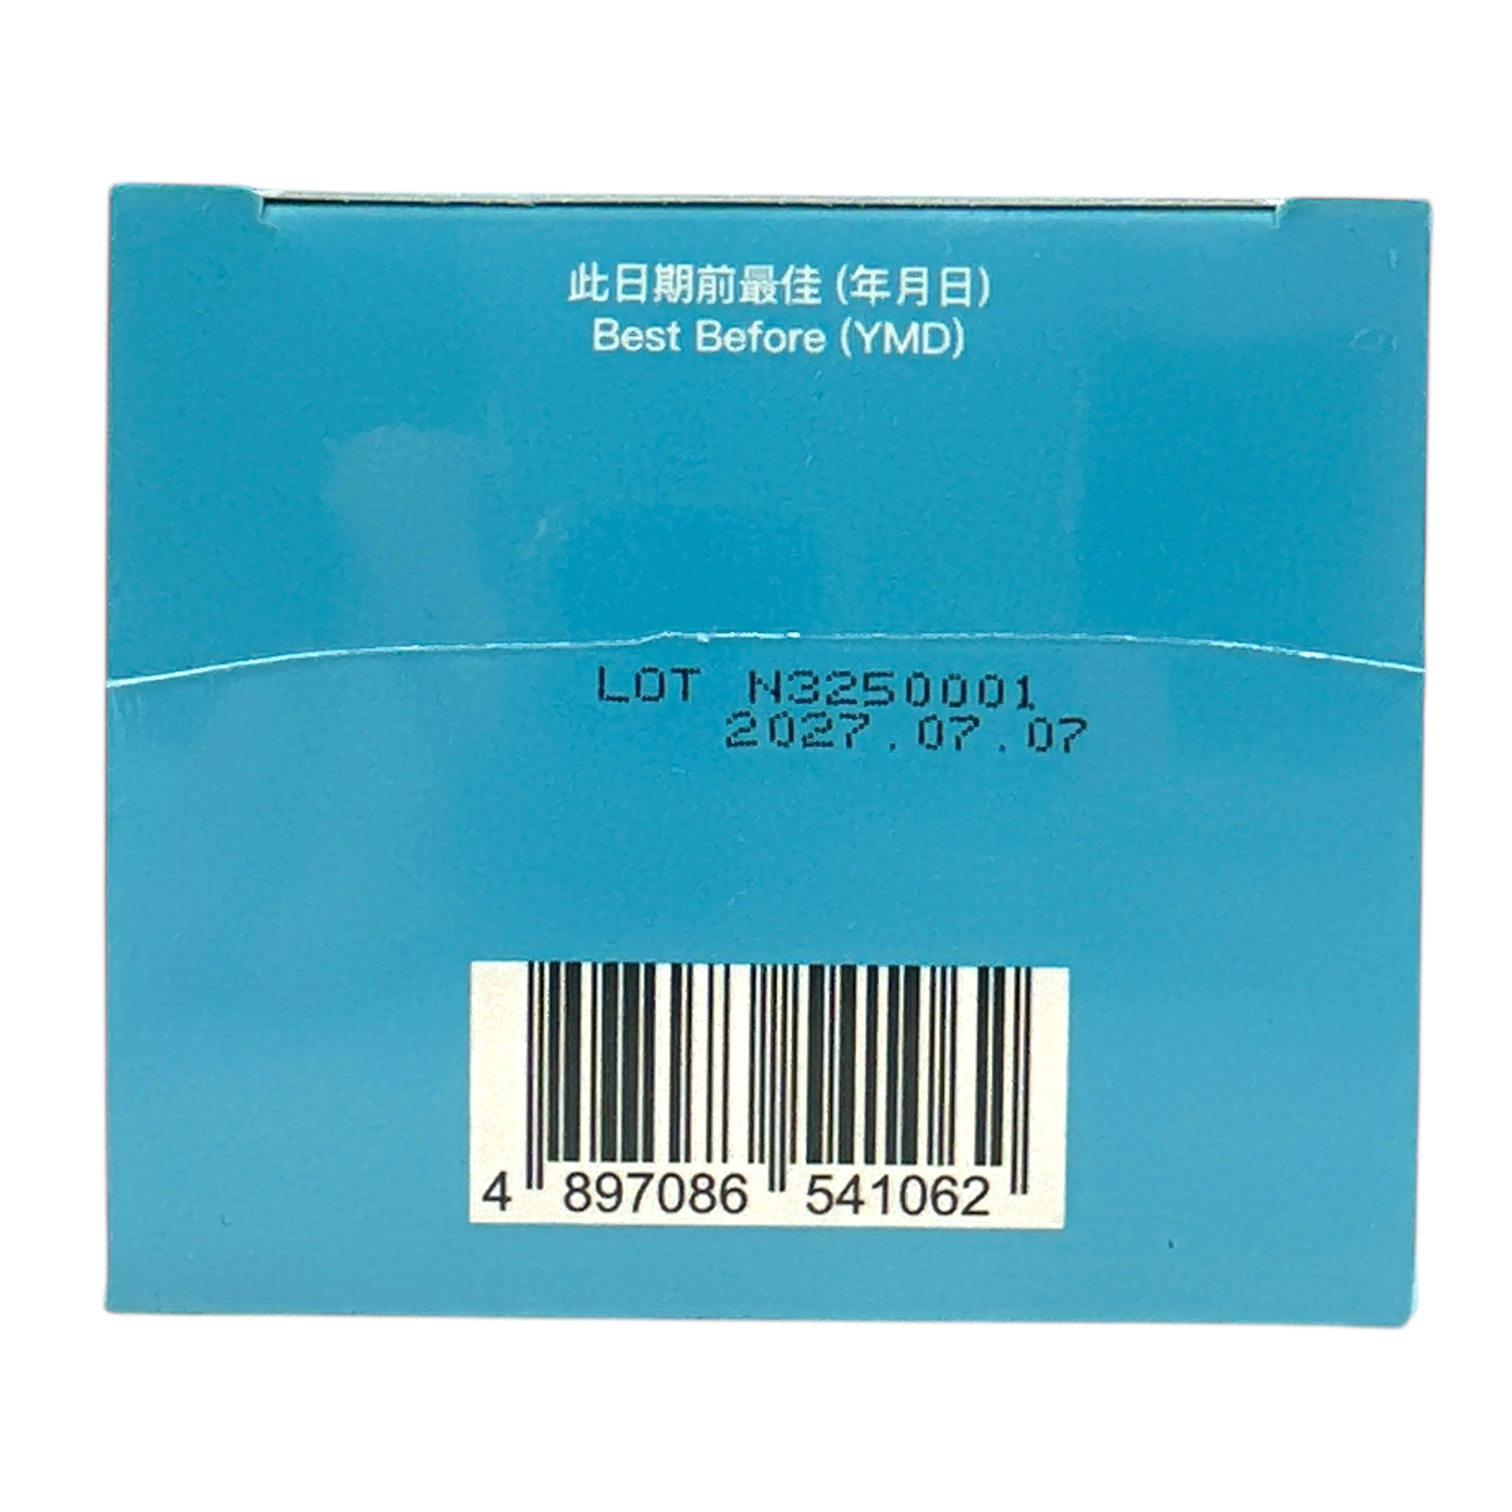 此日期前最佳 (年月日)
Best Before (YMD)
LOT N3250001
2027.07.07
4 897086 541062